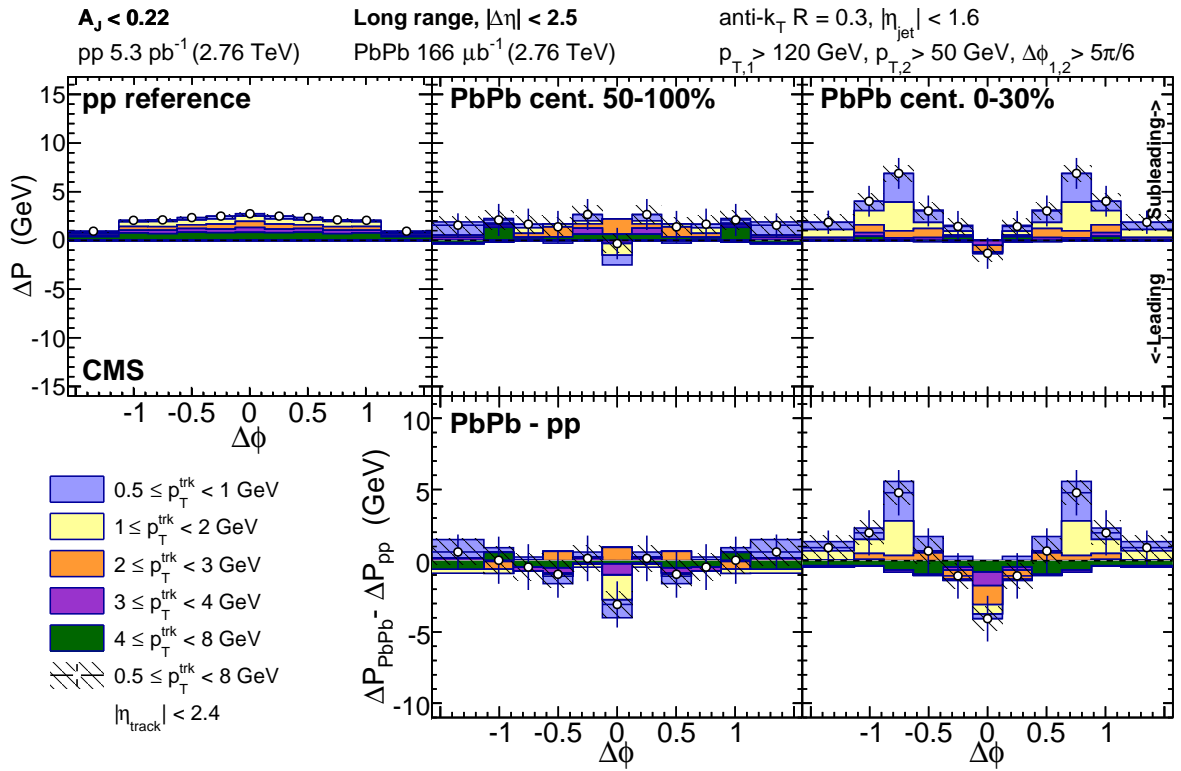 A_J < 0.22 Long range, |Δη| < 2.5 anti-k_T R = 0.3, |η_jet| < 1.6
pp 5.3 pb⁻¹ (2.76 TeV) PbPb 166 μb⁻¹ (2.76 TeV) p_T,1 > 120 GeV, p_T,2 > 50 GeV, Δφ_1,2 > 5π/6
pp reference PbPb cent. 50-100% PbPb cent. 0-30%
15
10
5
0
-5
-10
-15
ΔP (GeV)
Subleading->
<-Leading
CMS
-1 -0.5 0 0.5 1
Δφ
PbPb - pp
10
5
0
-5
-10
ΔP_PbPb - ΔP_pp (GeV)
0.5 ≤ p_T^trk < 1 GeV
1 ≤ p_T^trk < 2 GeV
2 ≤ p_T^trk < 3 GeV
3 ≤ p_T^trk < 4 GeV
4 ≤ p_T^trk < 8 GeV
0.5 ≤ p_T^trk < 8 GeV
|η_track| < 2.4
-1 -0.5 0 0.5 1 -1 -0.5 0 0.5 1
Δφ Δφ